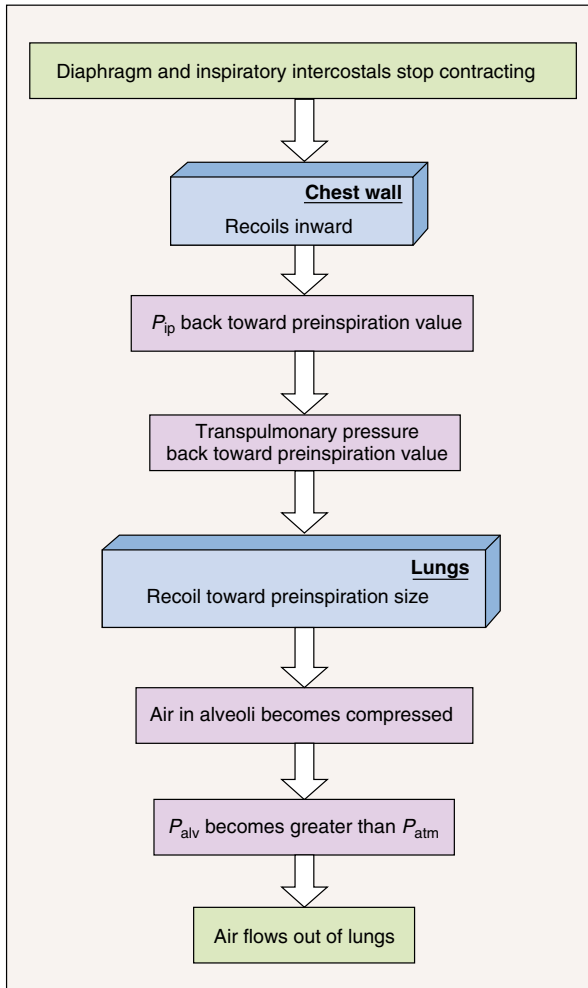 Diaphragm and inspiratory intercostals stop contracting
Chest wall
Recoils inward
Pip back toward preinspiration value
Transpulmonary pressure
back toward preinspiration value
Lungs
Recoil toward preinspiration size
Air in alveoli becomes compressed
Palv becomes greater than Patm
Air flows out of lungs